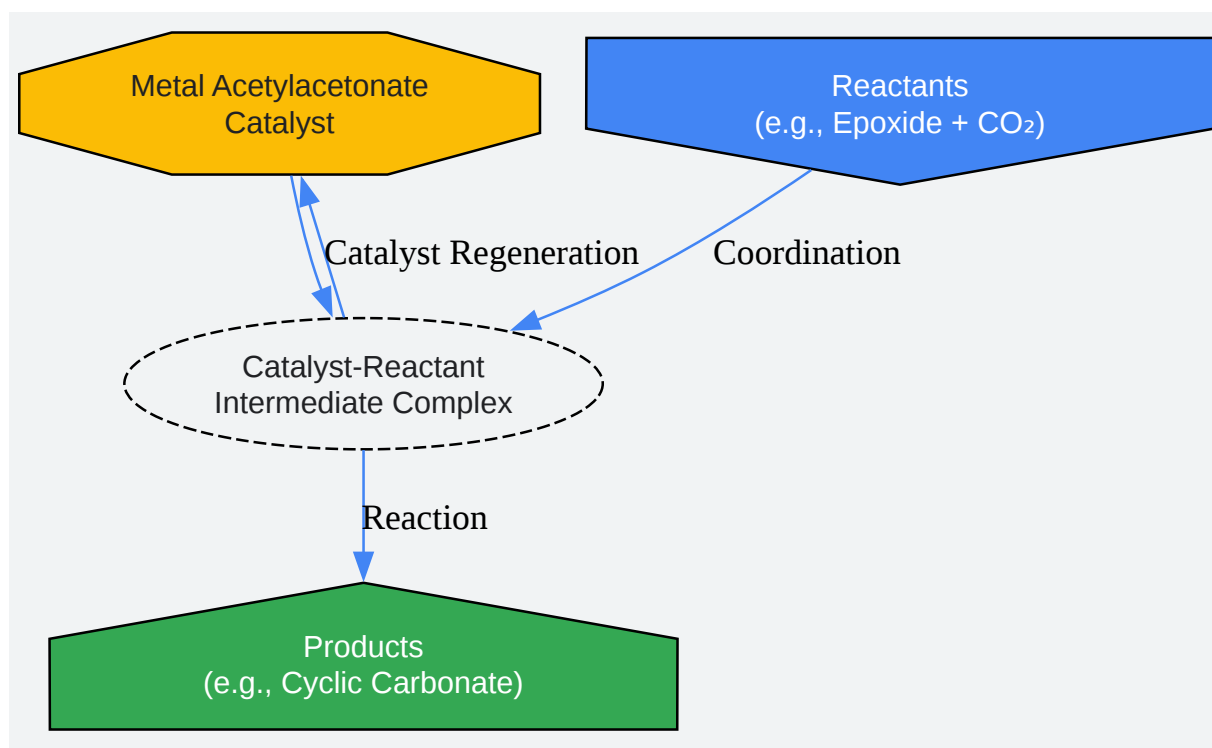 Metal Acetylacetonate
Catalyst
Reactants
(e.g., Epoxide + CO₂)
Catalyst Regeneration
Coordination
Catalyst-Reactant
Intermediate Complex
Reaction
Products
(e.g., Cyclic Carbonate)